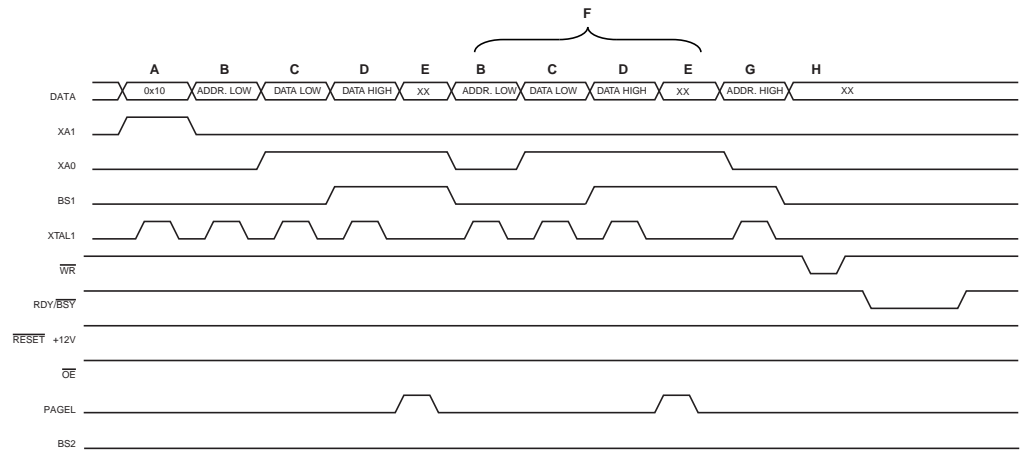 F
A B C D E B C D E G H
DATA 0x10 ADDR. LOW DATA LOW DATA HIGH XX ADDR. LOW DATA LOW DATA HIGH XX ADDR. HIGH XX
XA1
XA0
BS1
XTAL1
WR
RDY/BSY
RESET +12V
OE
PAGEL
BS2